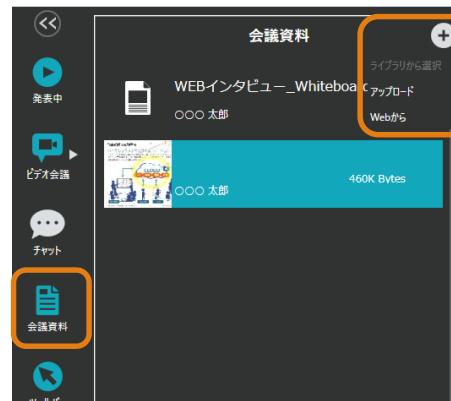 会議資料
ライブラリから選択
アップロード
Webから
WEBインタビュー_Whiteboa
〇〇〇 太郎
460K Bytes
〇〇〇 太郎
発表中
ビデオ会議
チャット
会議資料